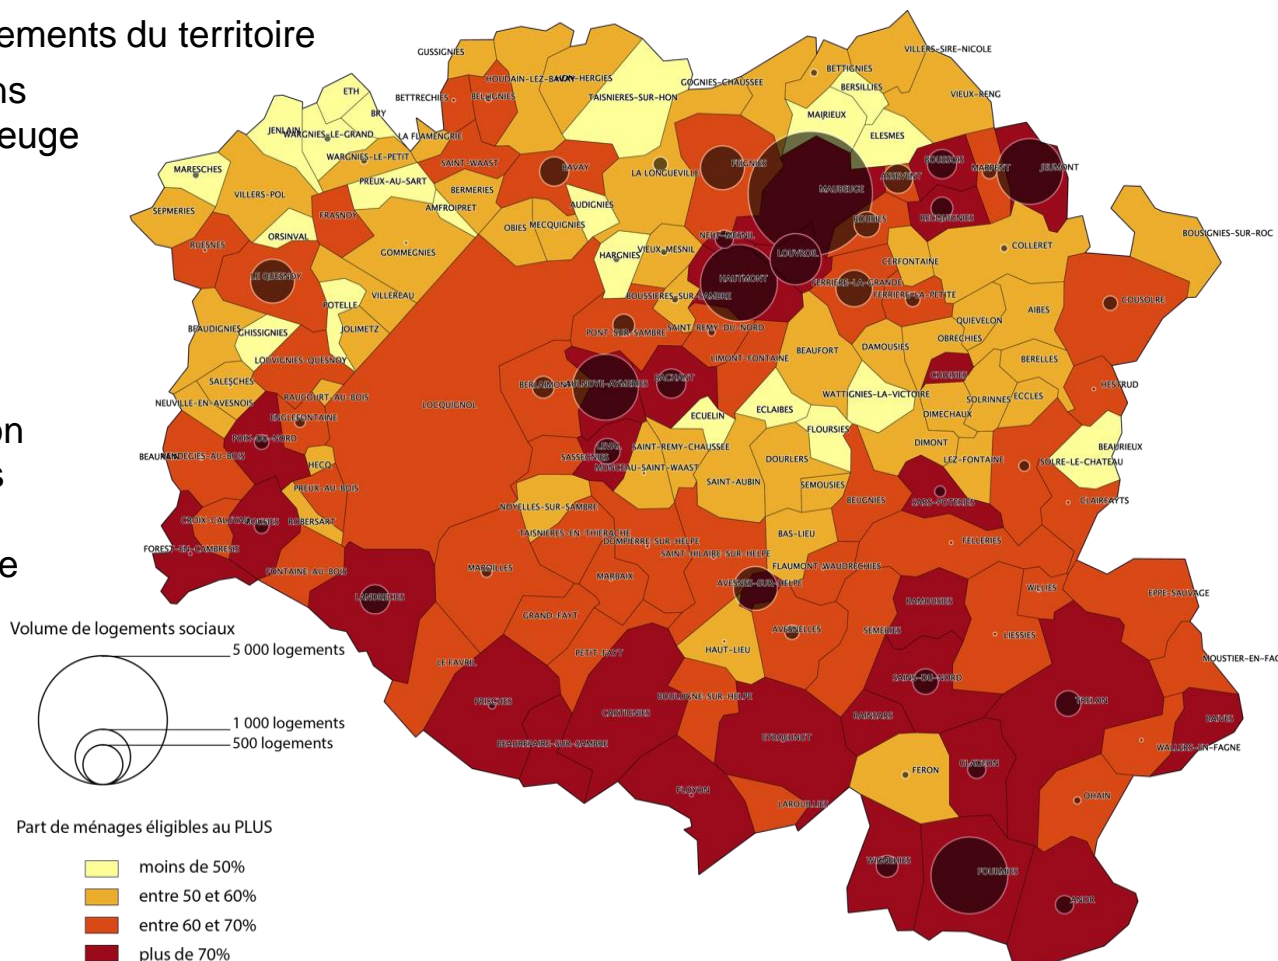 ements du territoire
ns
euge
on
s
e
Volume de logements sociaux
5 000 logements
1 000 logements
500 logements
Part de ménages éligibles au PLUS
moins de 50%
entre 50 et 60%
entre 60 et 70%
plus de 70%
GUSSIGNIES
VILLERS-SIRE-NICOLE
BETTIGNIES
HOUDAIN-LEZ-BAVAY
HON-HERGIES
GOGNIES-CHAUSSEE
BERSILLIES
ETH
BETTRECHIES
BELLIGNIES
TAISNIERES-SUR-HON
VIEUX-RENG
BRY
MAIRIEUX
JENLAIN
WARGNIES-LE-GRAND
LA FLAMENGRIE
ELESMES
WARGNIES-LE-PETIT
SAINT-WAAST
BAVAY
LA LONGUEVILLE
FEIGNIES
BOUSSOIS
MARPENT
JEUMONT
MARESCHES
ASSEVENT
PREUX-AU-SART
BERMERIES
MAUBEUGE
VILLERS-POL
AMFROIPRET
AUDIGNIES
SEPMERIES
FRASNOY
OBIES
MECQUIGNIES
ROUSIES
RECQUIGNIES
ORSINVAL
NEUF-MESNIL
BOUSIGNIES-SUR-ROC
RUESNES
GOMMEGNIES
HARGNIES
VIEUX-MESNIL
LOUVROIL
COLLERET
CERFONTAINE
LE QUESNOY
HAUTMONT
FERRIERE-LA-GRANDE
VILLEREAU
BOUSSIERES-SUR-SAMBRE
FERRIERE-LA-PETITE
COUSOLRE
POTELLE
AIBES
BEAUDIGNIES
GHISSIGNIES
JOLIMETZ
PONT-SUR-SAMBRE
SAINT-REMY-DU-NORD
QUIEVELON
OBRECHIES
LOUVIGNIES-QUESNOY
LIMONT-FONTAINE
BEAUFORT
DAMOUSIES
BERELLES
SALESCHES
BERLAIMONT
AULNOYE-AYMERIES
BACHANT
CHOISIES
HESTRUD
NEUVILLE-EN-AVESNOIS
RAUCOURT-AU-BOIS
LOCQUIGNOL
WATTIGNIES-LA-VICTOIRE
SOLRINNES
ECCLES
ENGLEFONTAINE
ECUELIN
ECLAIBES
DIMECHAUX
FLOURSIES
POIX-DU-NORD
LEVAL
SAINT-REMY-CHAUSSEE
DIMONT
BEAURIEUX
SASSEGNIES
HECQ
MONCEAU-SAINT-WAAST
DOURLERS
LEZ-FONTAINE
SOLRE-LE-CHATEAU
PREUX-AU-BOIS
SAINT-AUBIN
SEMOUSIES
BEUGNIES
SARS-POTERIES
CLAIRFAYTS
NOYELLES-SUR-SAMBRE
BOUSIES
ROBERSART
TAISNIERES-EN-THIERACHE
BAS-LIEU
DOMPIERRE-SUR-HELPE
FELLERIES
FOREST-EN-CAMBRESIS
SAINT-HILAIRE-SUR-HELPE
FONTAINE-AU-BOIS
MAROILLES
MARBAIX
FLAUMONT-WAUDRECHIES
AVESNES-SUR-HELPE
WILLIES
EPPE-SAUVAGE
LANDRECIES
RAMOUSIES
GRAND-FAYT
AVESNELLES
SEMERIES
LIESSIES
PETIT-FAYT
HAUT-LIEU
LE FAVRIL
MOUSTIER-EN-FAG
SAINS-DU-NORD
BOULOGNE-SUR-HELPE
PRISCHES
TRELON
CARTIGNIES
RAINSARS
BAIVES
BEAUREPAIRE-SUR-SAMBRE
ETROEUNGT
WALLERS-EN-FAGNE
FERON
GLAGEON
FLOYON
OHAIN
LAROUILLIES
WIGNEHIES
FOURMIES
ANOR